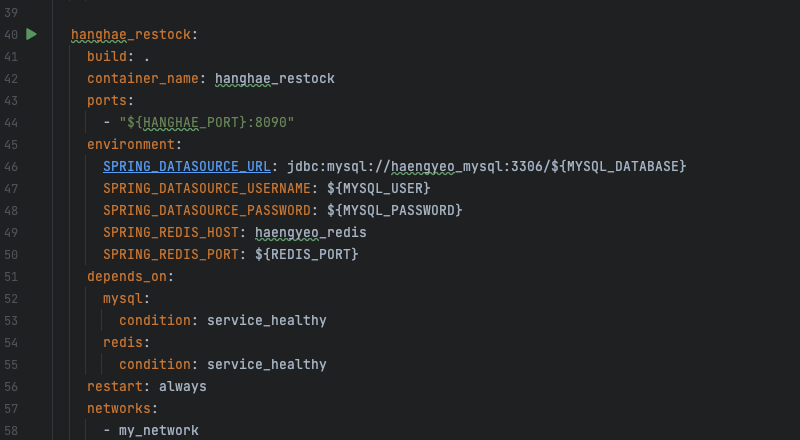 39
40 hanghae_restock:
41 build: .
42 container_name: hanghae_restock
43 ports:
44 - "${HANGHAE_PORT}:8090"
45 environment:
46 SPRING_DATASOURCE_URL: jdbc:mysql://haengyeo_mysql:3306/${MYSQL_DATABASE}
47 SPRING_DATASOURCE_USERNAME: ${MYSQL_USER}
48 SPRING_DATASOURCE_PASSWORD: ${MYSQL_PASSWORD}
49 SPRING_REDIS_HOST: haengyeo_redis
50 SPRING_REDIS_PORT: ${REDIS_PORT}
51 depends_on:
52 mysql:
53 condition: service_healthy
54 redis:
55 condition: service_healthy
56 restart: always
57 networks:
58 - my_network